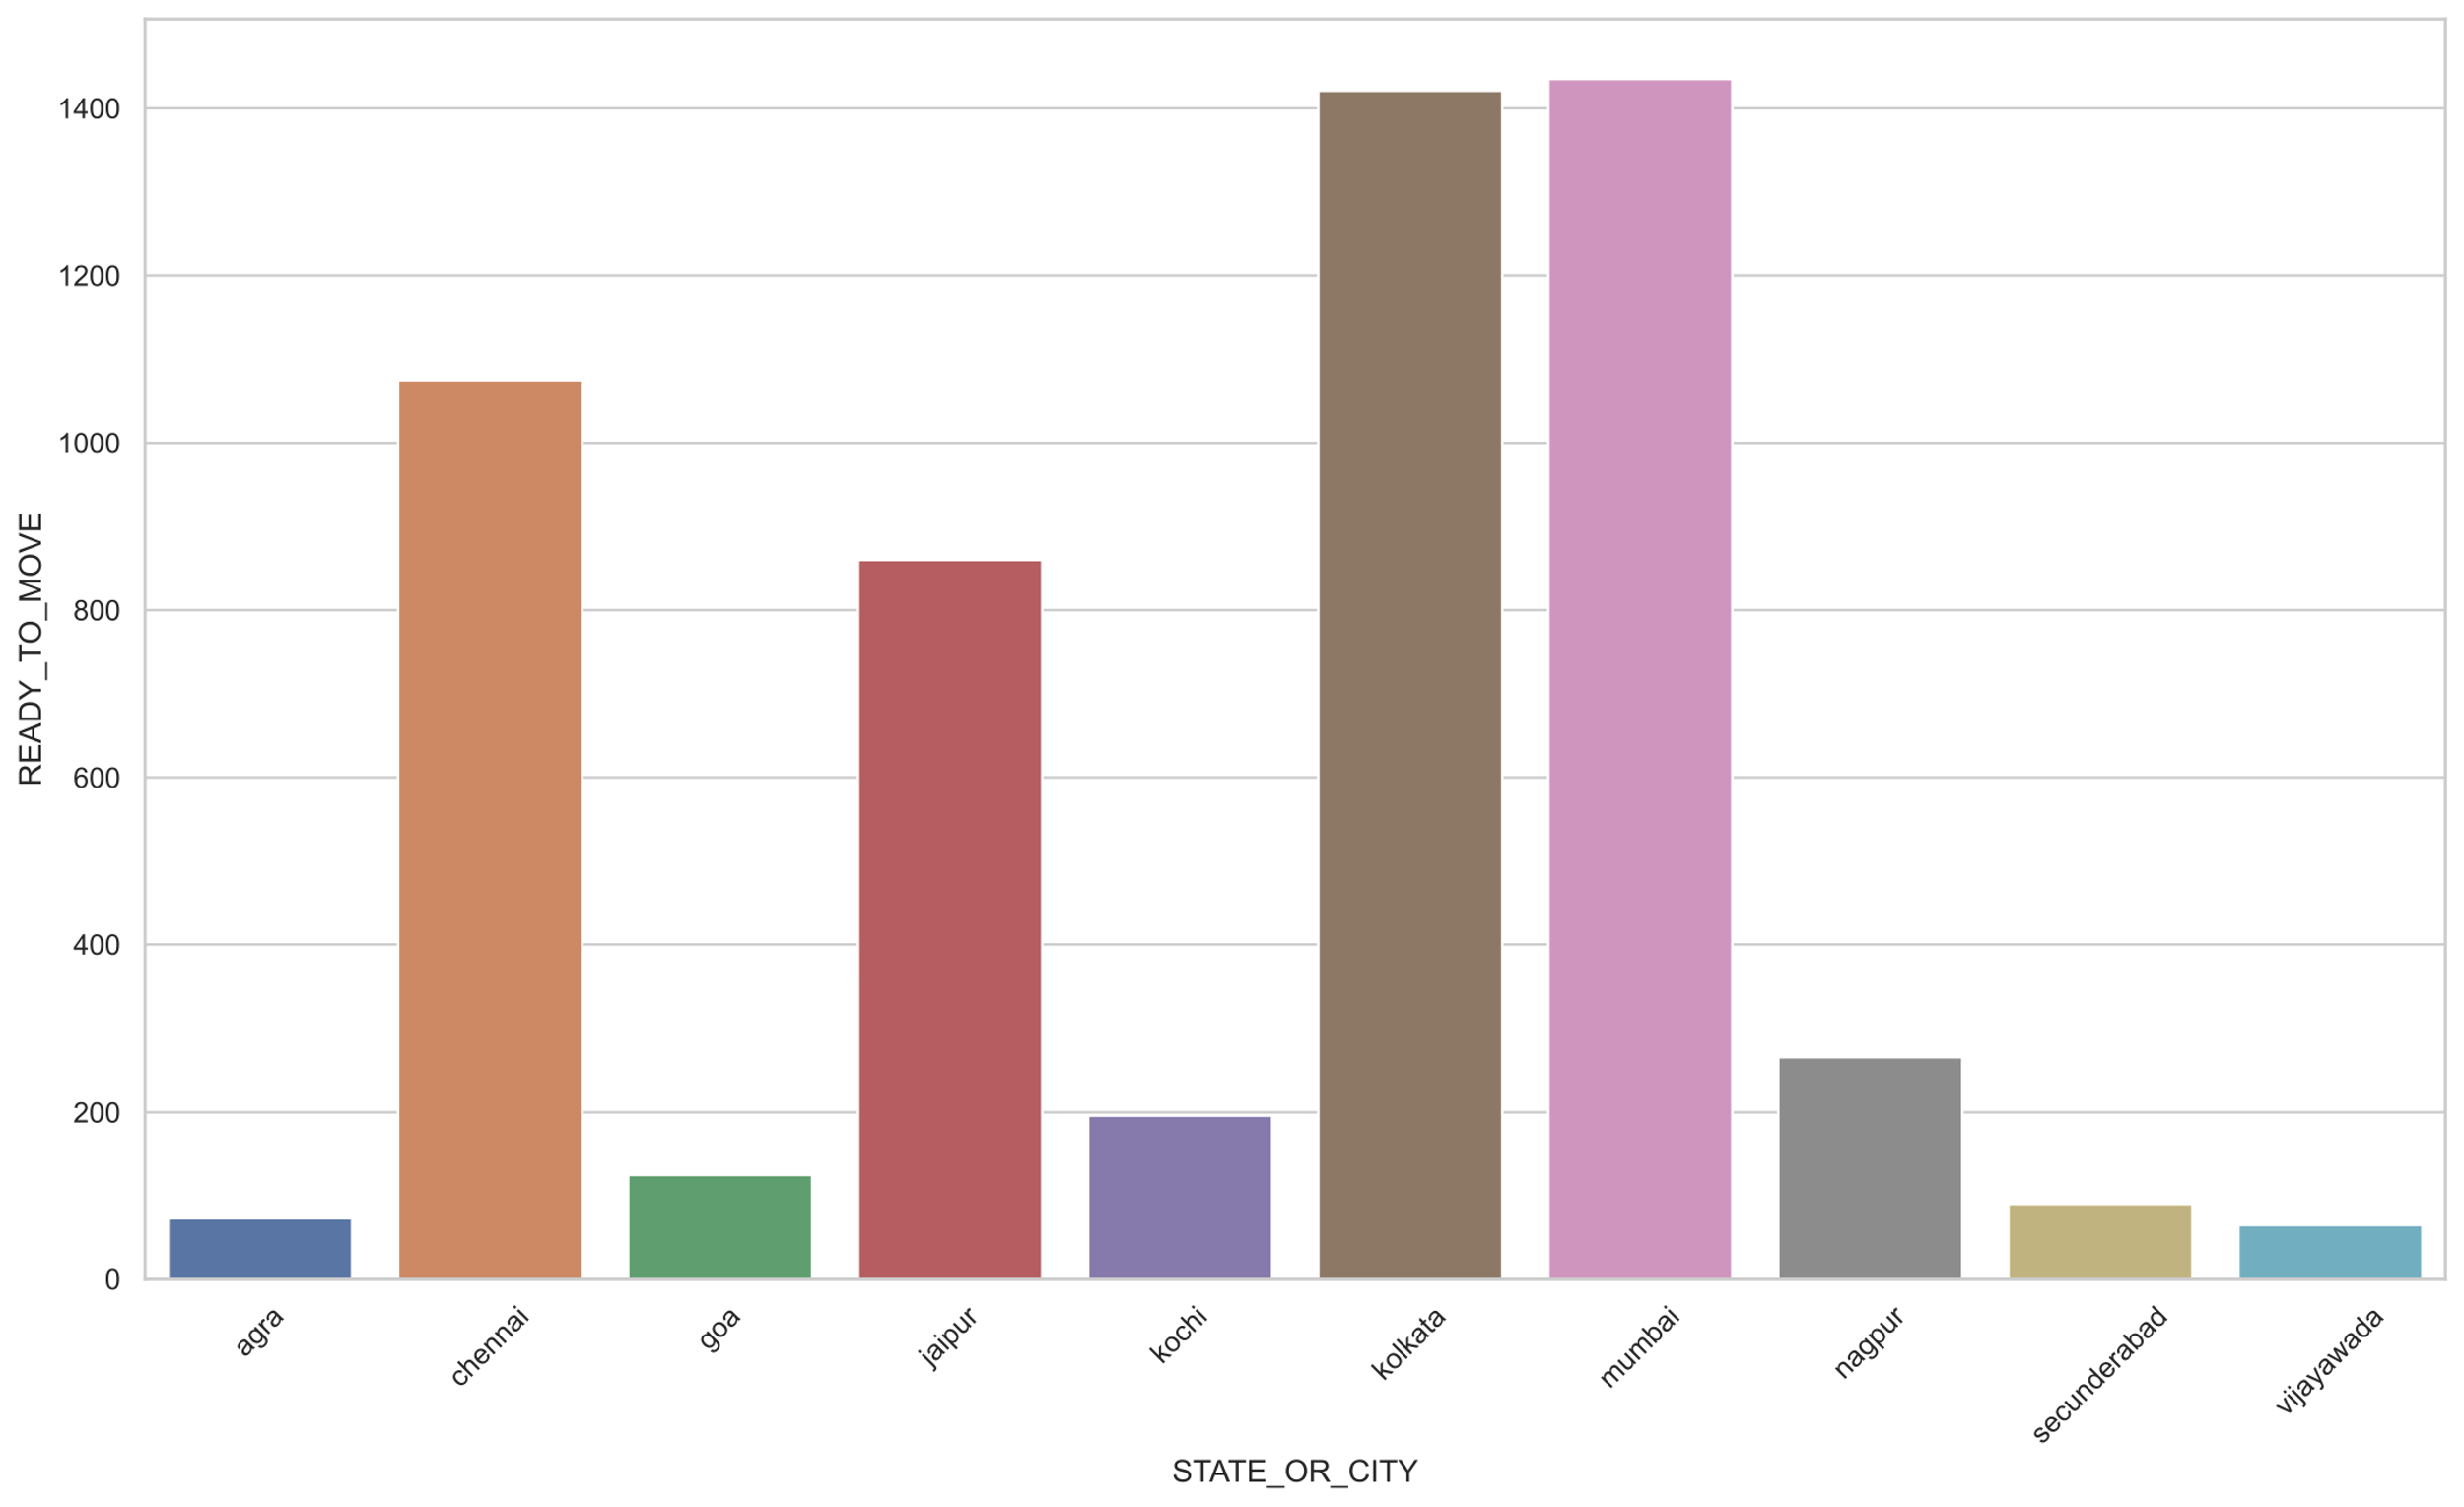 READY_TO_MOVE
1400
1200
1000
800
600
400
200
0
agra
chennai
goa
jaipur
kochi
kolkata
mumbai
nagpur
secunderabad
vijayawada
STATE_OR_CITY